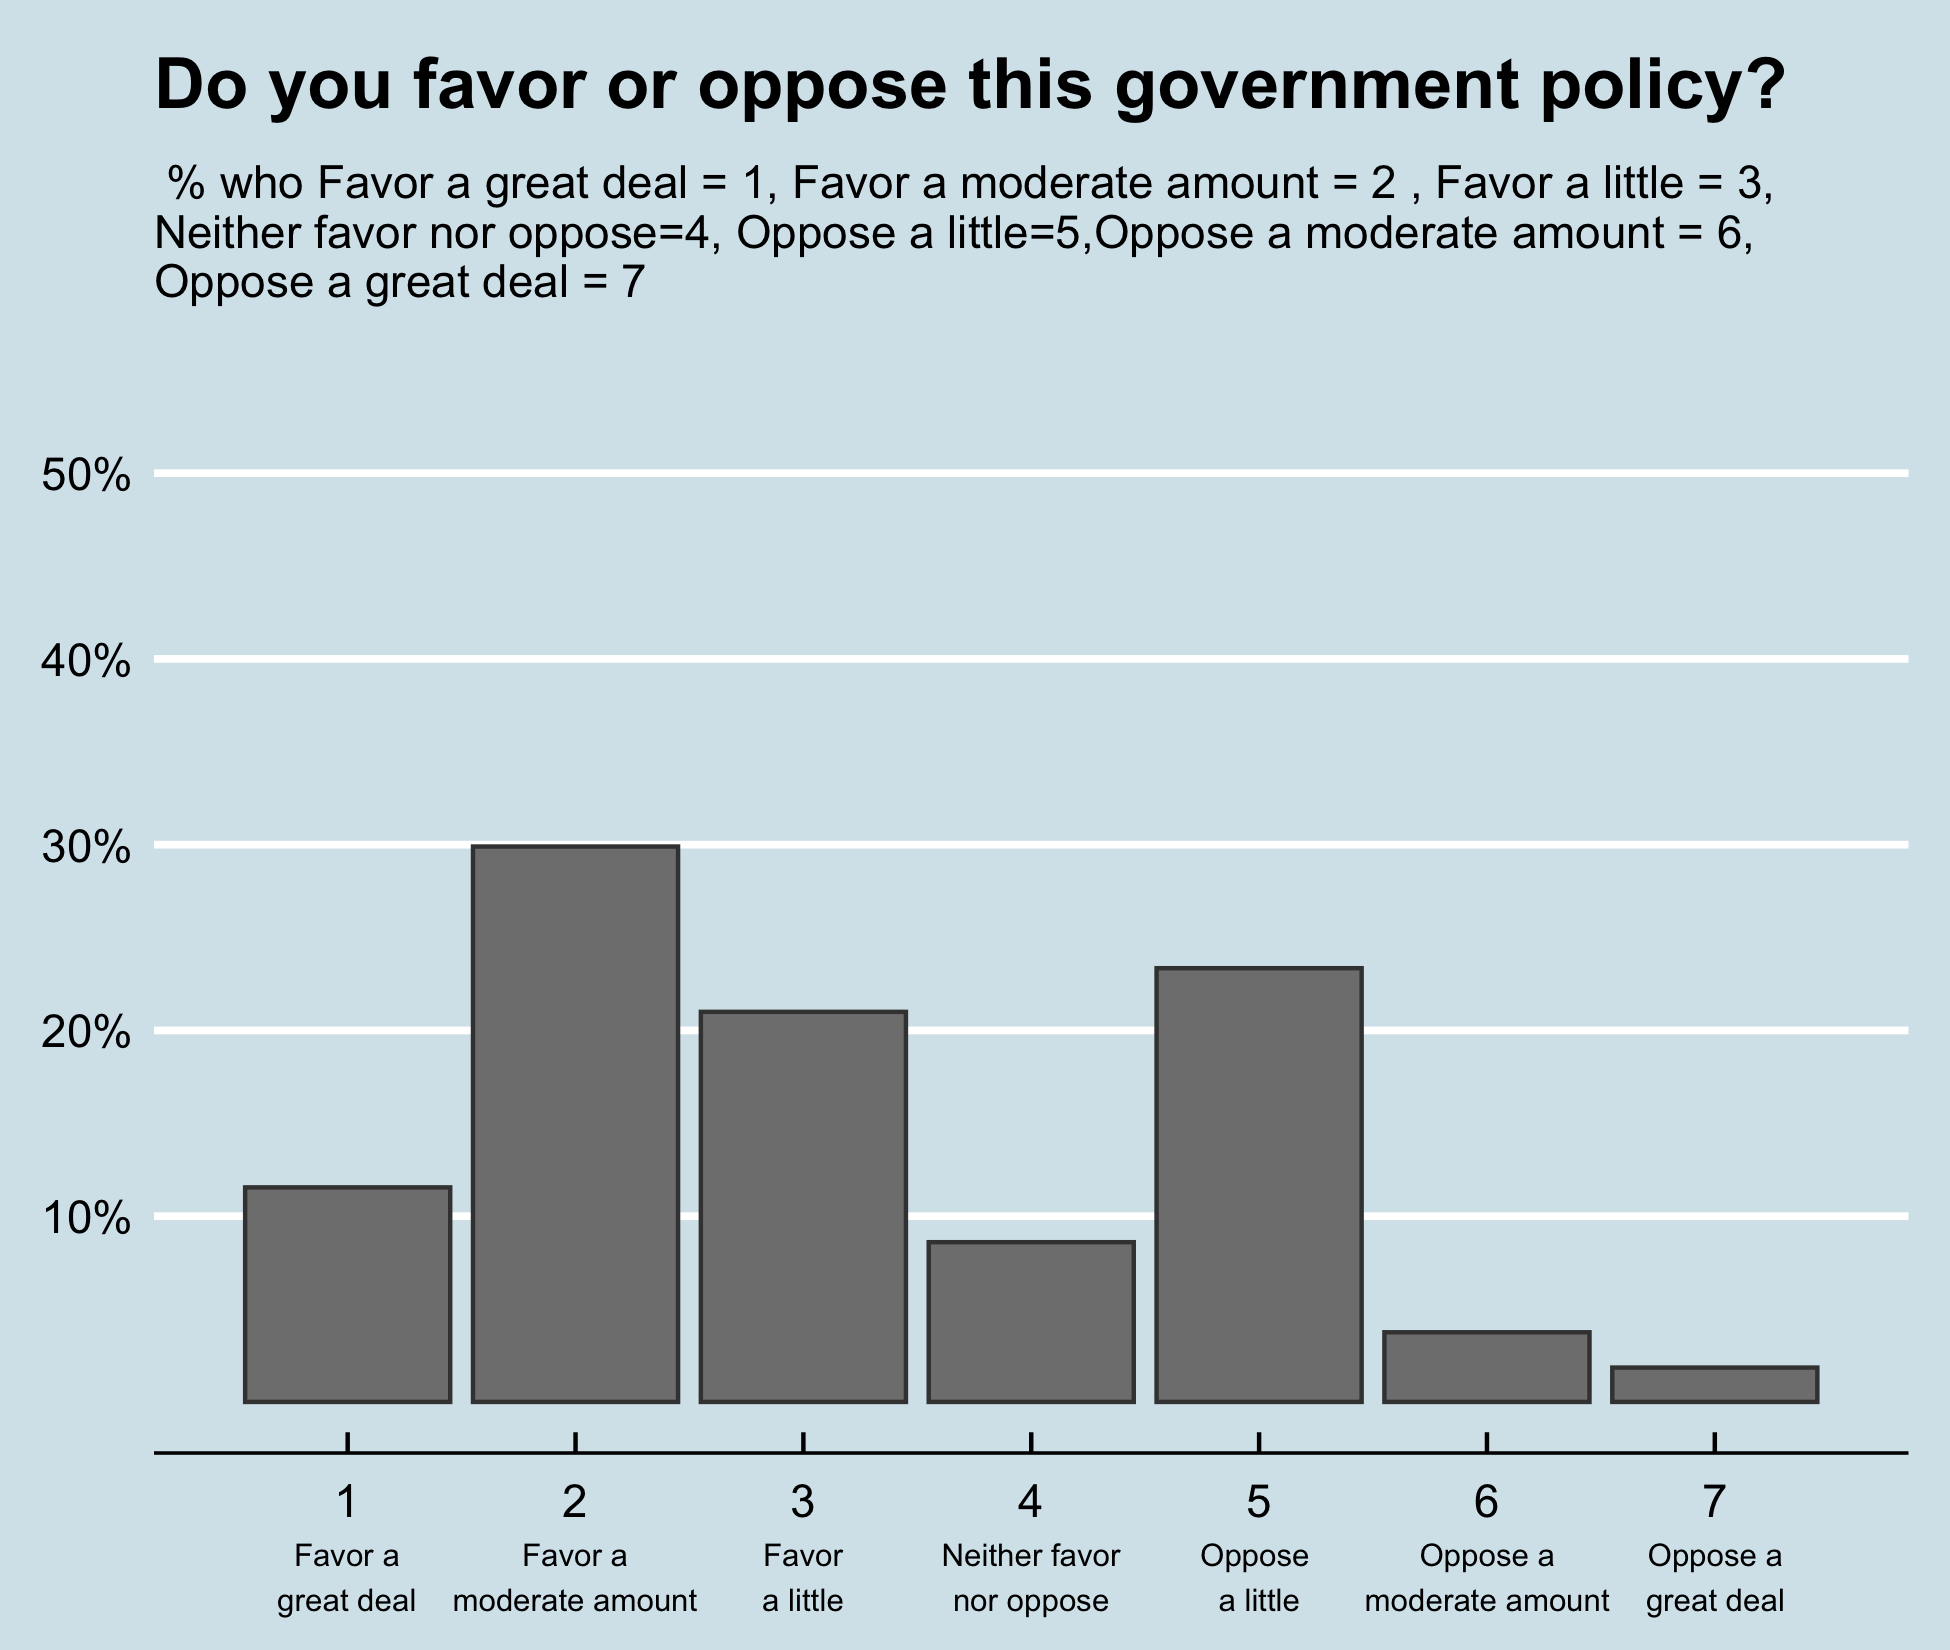 Do you favor or oppose this government policy?
% who Favor a great deal = 1, Favor a moderate amount = 2 , Favor a little = 3,
Neither favor nor oppose=4, Oppose a little=5,Oppose a moderate amount = 6,
Oppose a great deal = 7
50%
40%
30%
20%
10%
1 2 3 4 5 6 7
Favor a Favor a Favor Neither favor Oppose Oppose a Oppose a
great deal moderate amount a little nor oppose a little moderate amount great deal